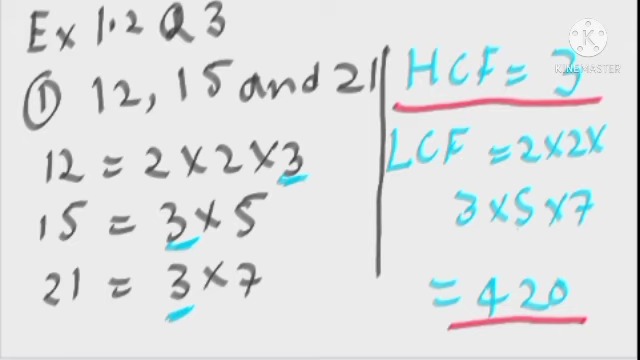 Ex 1.2 Q 3
① 12, 15 and 21
12 = 2 × 2 × 3
15 = 3 × 5
21 = 3 × 7
HCF = 3
LCF = 2×2×
3×5×7
= 420
KINEMASTER